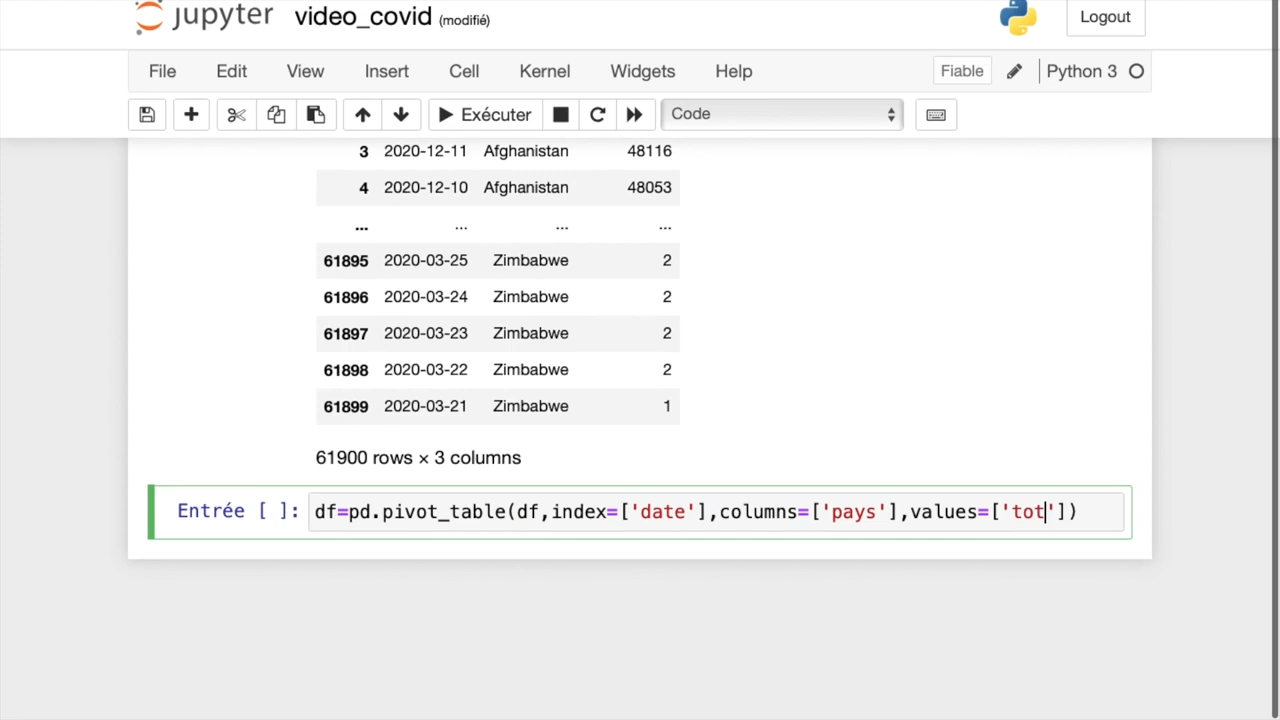 jupyter video_covid (modifié) Logout
File Edit View Insert Cell Kernel Widgets Help Fiable Python 3
Exécuter Code
3 2020-12-11 Afghanistan 48116
4 2020-12-10 Afghanistan 48053
... ... ... ...
61895 2020-03-25 Zimbabwe 2
61896 2020-03-24 Zimbabwe 2
61897 2020-03-23 Zimbabwe 2
61898 2020-03-22 Zimbabwe 2
61899 2020-03-21 Zimbabwe 1
61900 rows × 3 columns
Entrée [ ]: df=pd.pivot_table(df,index=['date'],columns=['pays'],values=['tot'])